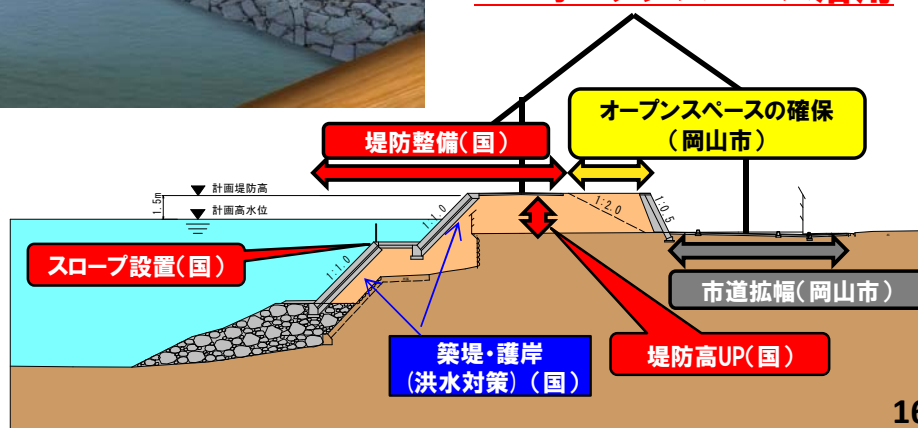 オープンスペースの確保
(岡山市)
堤防整備(国)
計画堤防高
1.5m
計画高水位
1:1.0
1:2.0
1:0.5
スロープ設置(国)
1:1.0
市道拡幅(岡山市)
築堤・護岸
(洪水対策)(国)
堤防高UP(国)
16